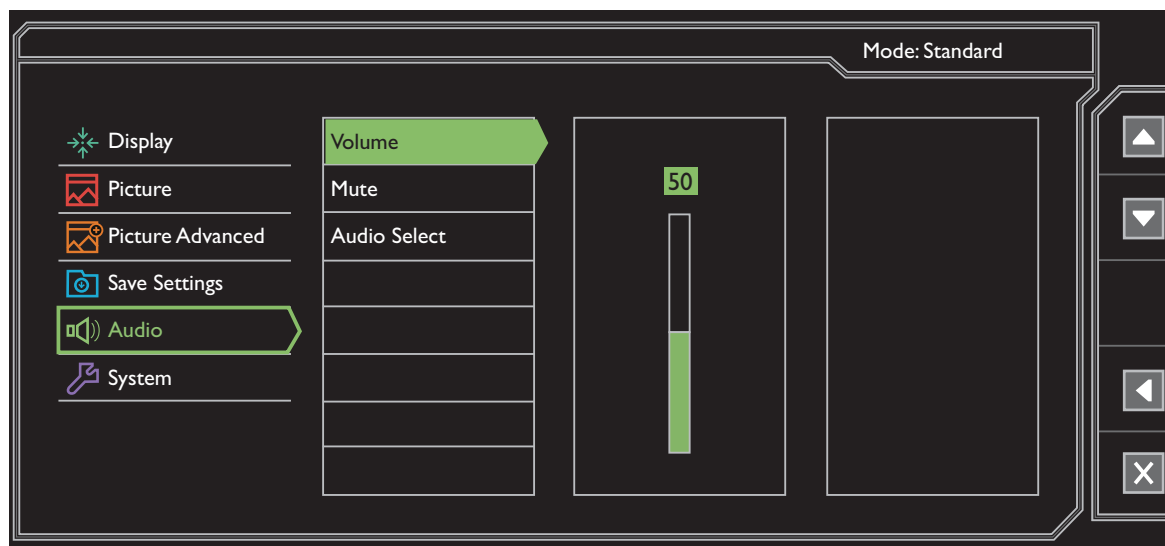 Mode: Standard
Display
Picture
Picture Advanced
Save Settings
Audio
System
Volume
Mute
Audio Select
50
X